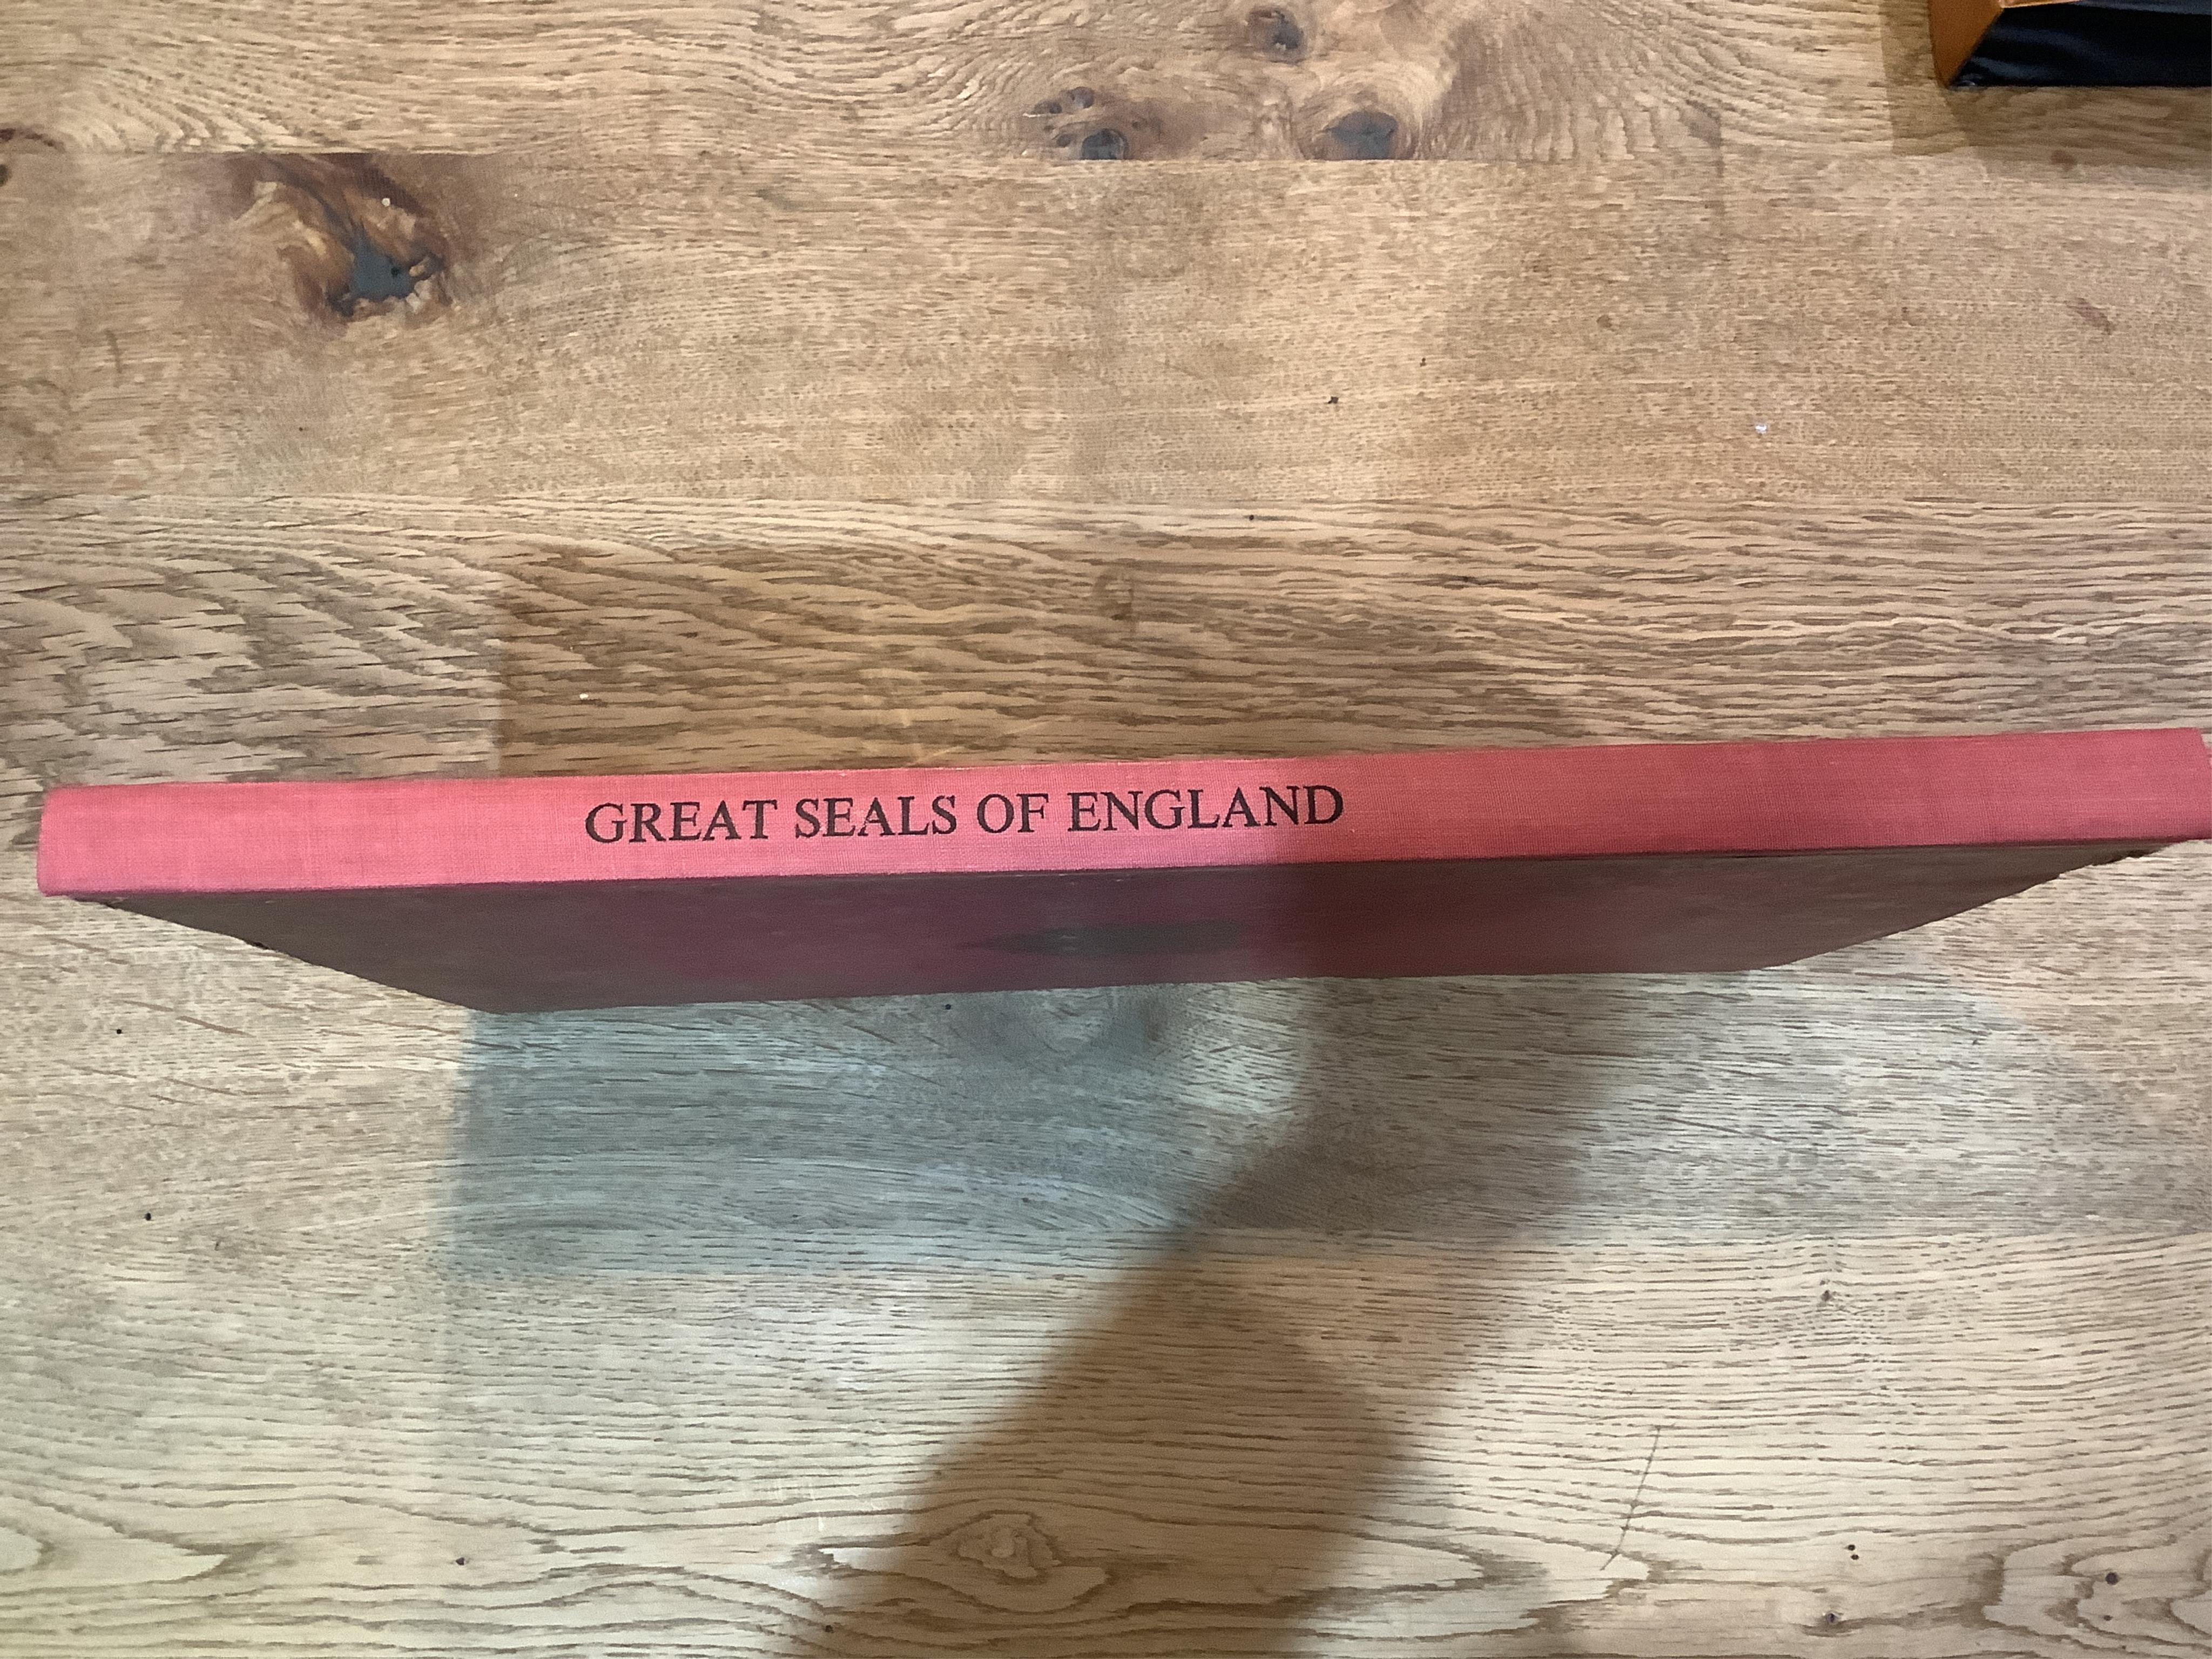 GREAT SEALS OF ENGLAND